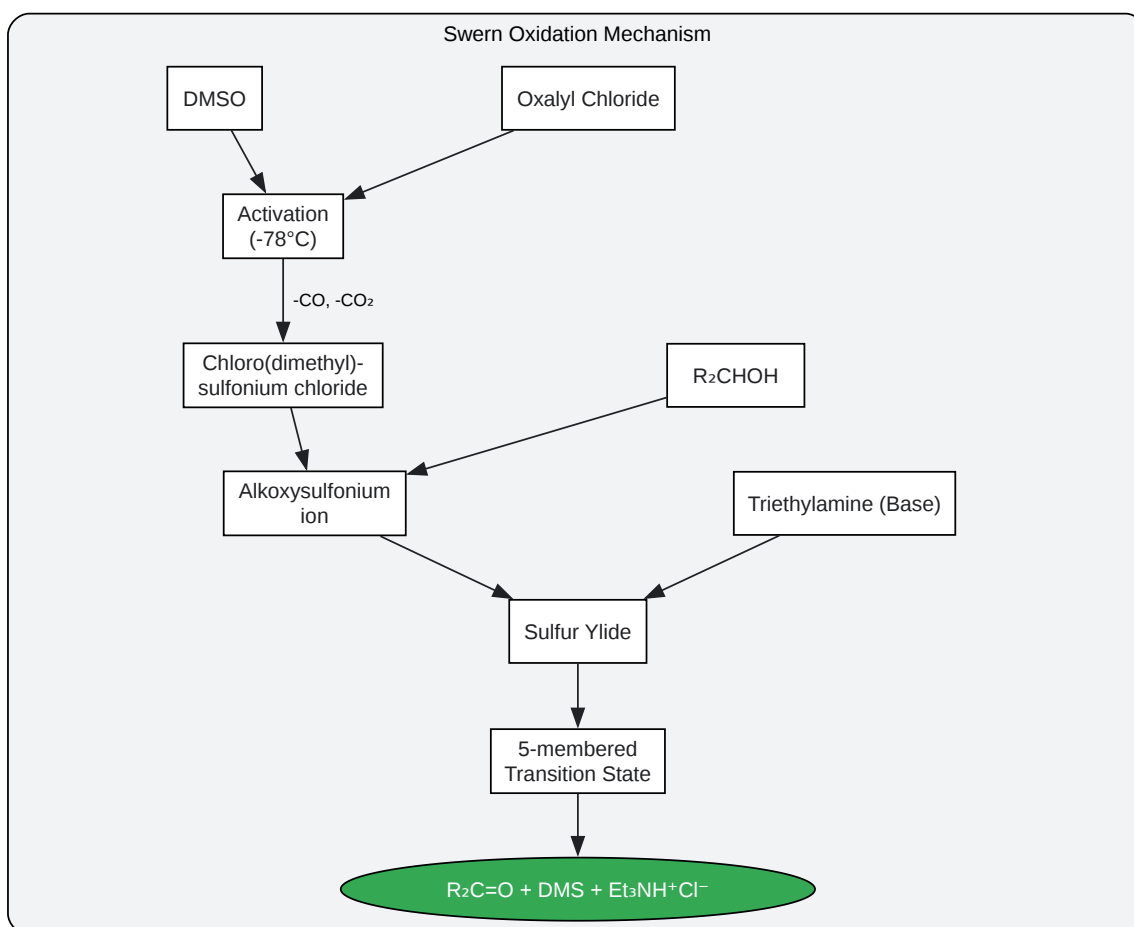 Swern Oxidation Mechanism
DMSO
Oxalyl Chloride
Activation
(-78°C)
-CO, -CO₂
Chloro(dimethyl)-
sulfonium chloride
R₂CHOH
Alkoxysulfonium
ion
Triethylamine (Base)
Sulfur Ylide
5-membered
Transition State
R₂C=O + DMS + Et₃NH⁺Cl⁻